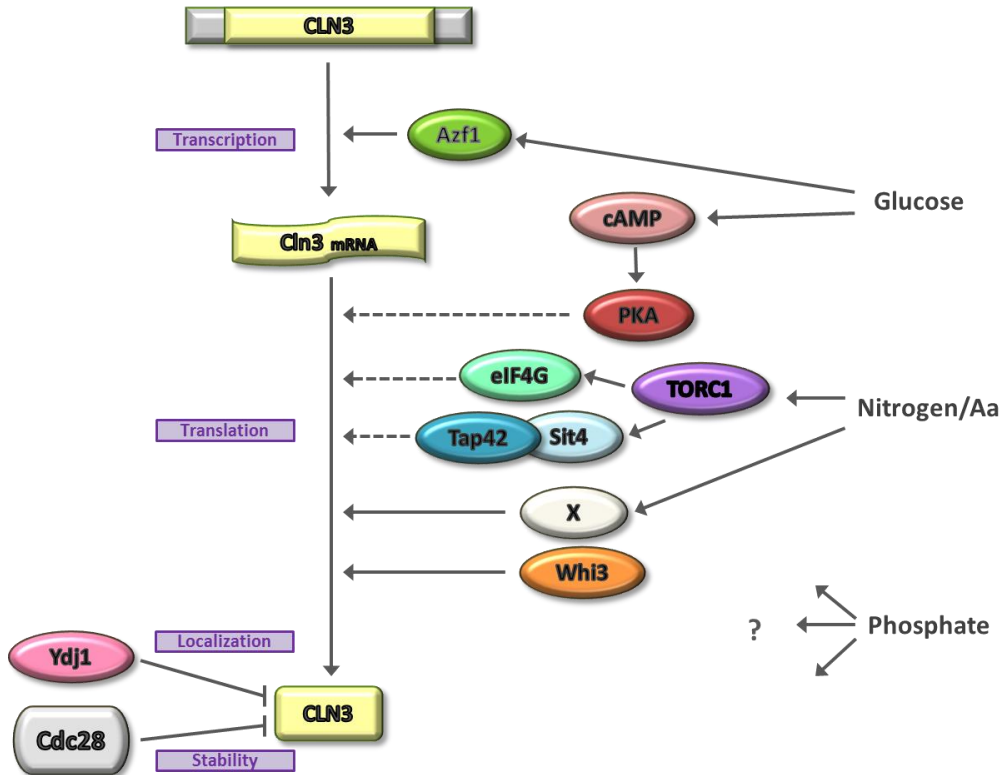 CLN3
Transcription
Azf1
Glucose
cAMP
Cln3 mRNA
PKA
eIF4G
TORC1
Nitrogen/Aa
Translation
Tap42
Sit4
X
Whi3
?
Phosphate
Localization
Ydj1
CLN3
Cdc28
Stability